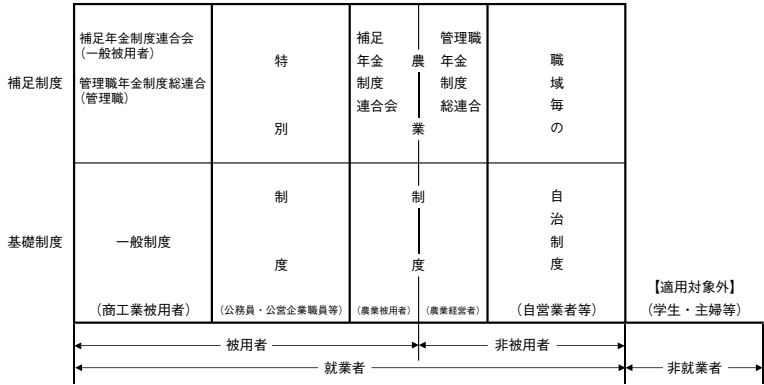 補足制度
補足年金制度連合会
(一般被用者)
管理職年金制度総連合
(管理職)
特別制度
補足
年金
制度
連合会
農業制度
管理職
年金
制度
総連合
職域毎の自治制度
基礎制度
一般制度
(商工業被用者)
(公務員・公営企業職員等)
(農業被用者)
(農業経営者)
(自営業者等)
【適用対象外】
(学生・主婦等)
被用者
非被用者
就業者
非就業者